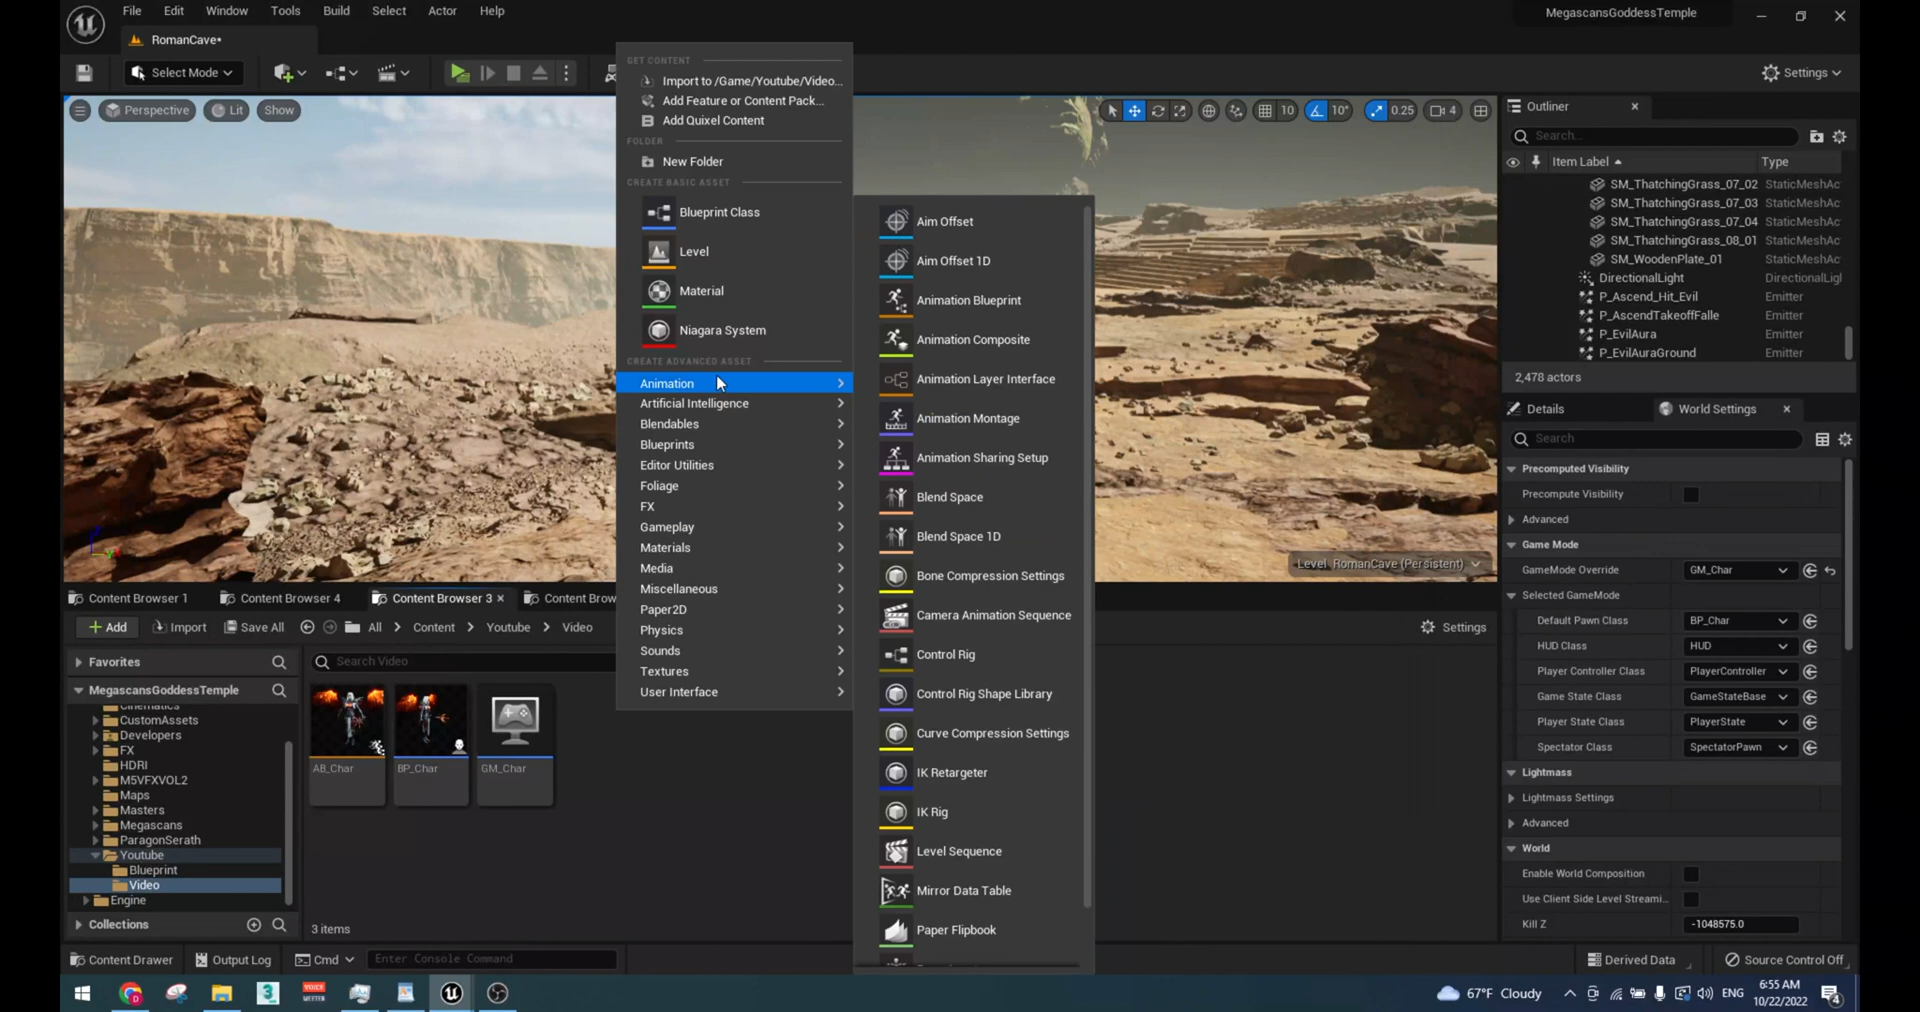 File Edit Window Tools Build Select Actor Help
MegascansGoddessTemple
RomanCave•
Select Mode
Settings
Perspective
Lit
Show
10
10°
0.25
4
GET CONTENT
Import to /Game/Youtube/Video...
Add Feature or Content Pack...
Add Quixel Content
FOLDER
New Folder
CREATE BASIC ASSET
Blueprint Class
Level
Material
Niagara System
CREATE ADVANCED ASSET
Animation
Artificial Intelligence
Blendables
Blueprints
Editor Utilities
Foliage
FX
Gameplay
Materials
Media
Miscellaneous
Paper2D
Physics
Sounds
Textures
User Interface
Aim Offset
Aim Offset 1D
Animation Blueprint
Animation Composite
Animation Layer Interface
Animation Montage
Animation Sharing Setup
Blend Space
Blend Space 1D
Bone Compression Settings
Camera Animation Sequence
Control Rig
Control Rig Shape Library
Curve Compression Settings
IK Retargeter
IK Rig
Level Sequence
Mirror Data Table
Paper Flipbook
Level RomanCave (Persistent)
Outliner
Search...
Item Label Type
SM_ThatchingGrass_07_02 StaticMeshAc
SM_ThatchingGrass_07_03 StaticMeshAc
SM_ThatchingGrass_07_04 StaticMeshAc
SM_ThatchingGrass_08_01 StaticMeshAc
SM_WoodenPlate_01 StaticMeshAc
DirectionalLight DirectionalLigl
P_Ascend_Hit_Evil Emitter
P_AscendTakeoffFalle Emitter
P_EvilAura Emitter
P_EvilAuraGround Emitter
2,478 actors
Details
World Settings
Search
Precomputed Visibility
Precompute Visibility
Advanced
Game Mode
GameMode Override GM_Char
Selected GameMode
Default Pawn Class BP_Char
HUD Class HUD
Player Controller Class PlayerController
Game State Class GameStateBase
Player State Class PlayerState
Spectator Class SpectatorPawn
Lightmass
Lightmass Settings
Advanced
World
Enable World Composition
Use Client Side Level Streami...
Kill Z -1048575.0
Content Browser 1
Content Browser 4
Content Browser 3
Content Brow
Add
Import
Save All
All > Content > Youtube > Video
Settings
Favorites
MegascansGoddessTemple
Cinematics
CustomAssets
Developers
FX
HDRI
M5VFXVOL2
Maps
Masters
Megascans
ParagonSerath
Youtube
Blueprint
Video
Engine
Collections
Search Video
AB_Char BP_Char GM_Char
3 items
Content Drawer
Output Log
Cmd
Enter Console Command
Derived Data
Source Control Off
67°F Cloudy
ENG
6:55 AM
10/22/2022
4